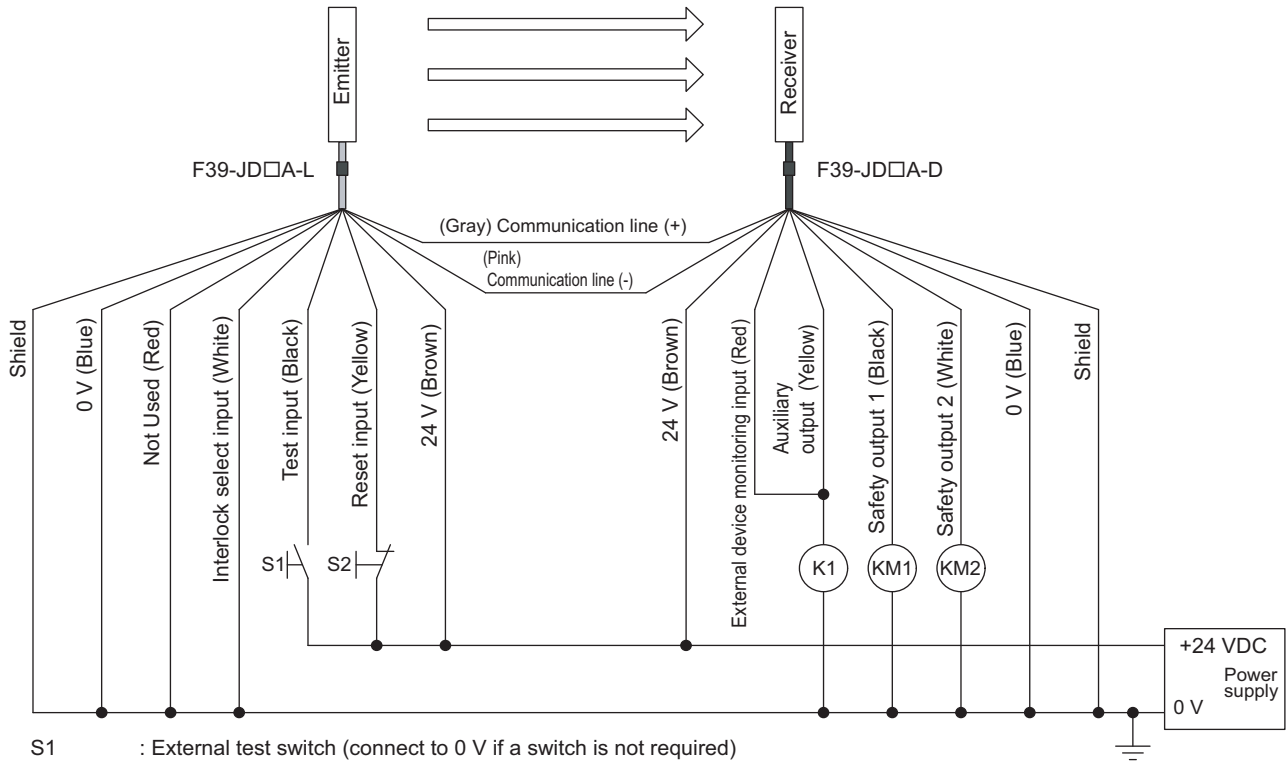 Emitter
Receiver
F39-JD□A-L
F39-JD□A-D
(Gray) Communication line (+)
(Pink)
Communication line (-)
Shield
0 V (Blue)
Not Used (Red)
Interlock select input (White)
Test input (Black)
Reset input (Yellow)
24 V (Brown)
24 V (Brown)
External device monitoring input (Red)
Auxiliary
output (Yellow)
Safety output 1 (Black)
Safety output 2 (White)
0 V (Blue)
Shield
S1
S2
K1
KM1
KM2
+24 VDC
Power
supply
0 V
S1 : External test switch (connect to 0 V if a switch is not required)